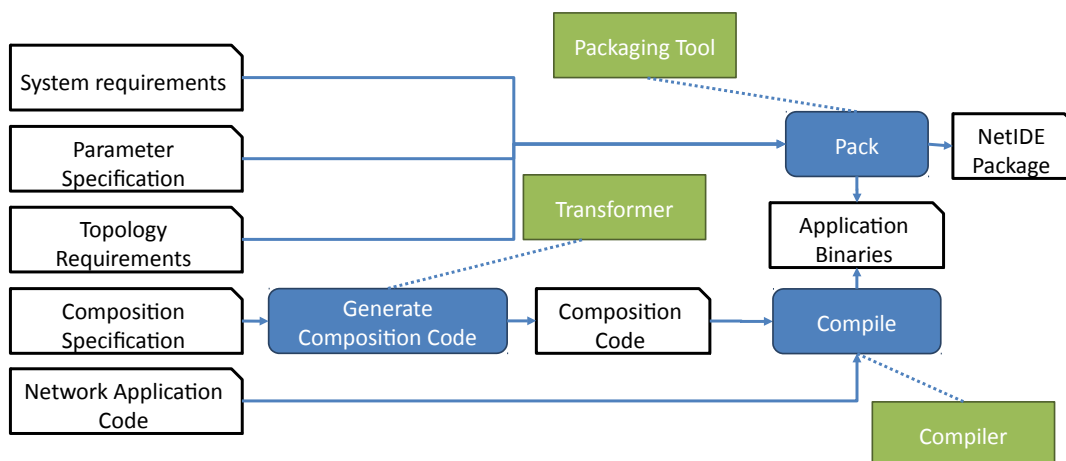 Packaging Tool
System requirements
Parameter
Specification
Pack
NetIDE
Package
Topology
Requirements
Transformer
Application
Binaries
Composition
Specification
Generate
Composition Code
Composition
Code
Compile
Network Application
Code
Compiler